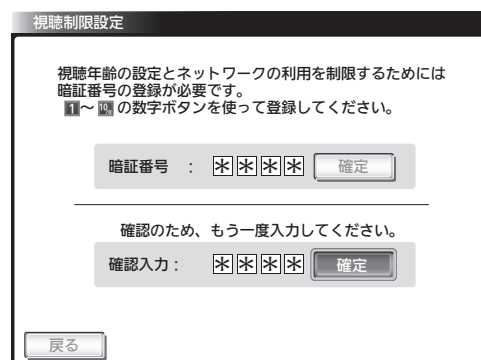 視聴制限設定
視聴年齢の設定とネットワークの利用を制限するためには
暗証番号の登録が必要です。
1～10 の数字ボタンを使って登録してください。
暗証番号 ： ＊＊＊＊ 確定
確認のため、もう一度入力してください。
確認入力： ＊＊＊＊ 確定
戻る